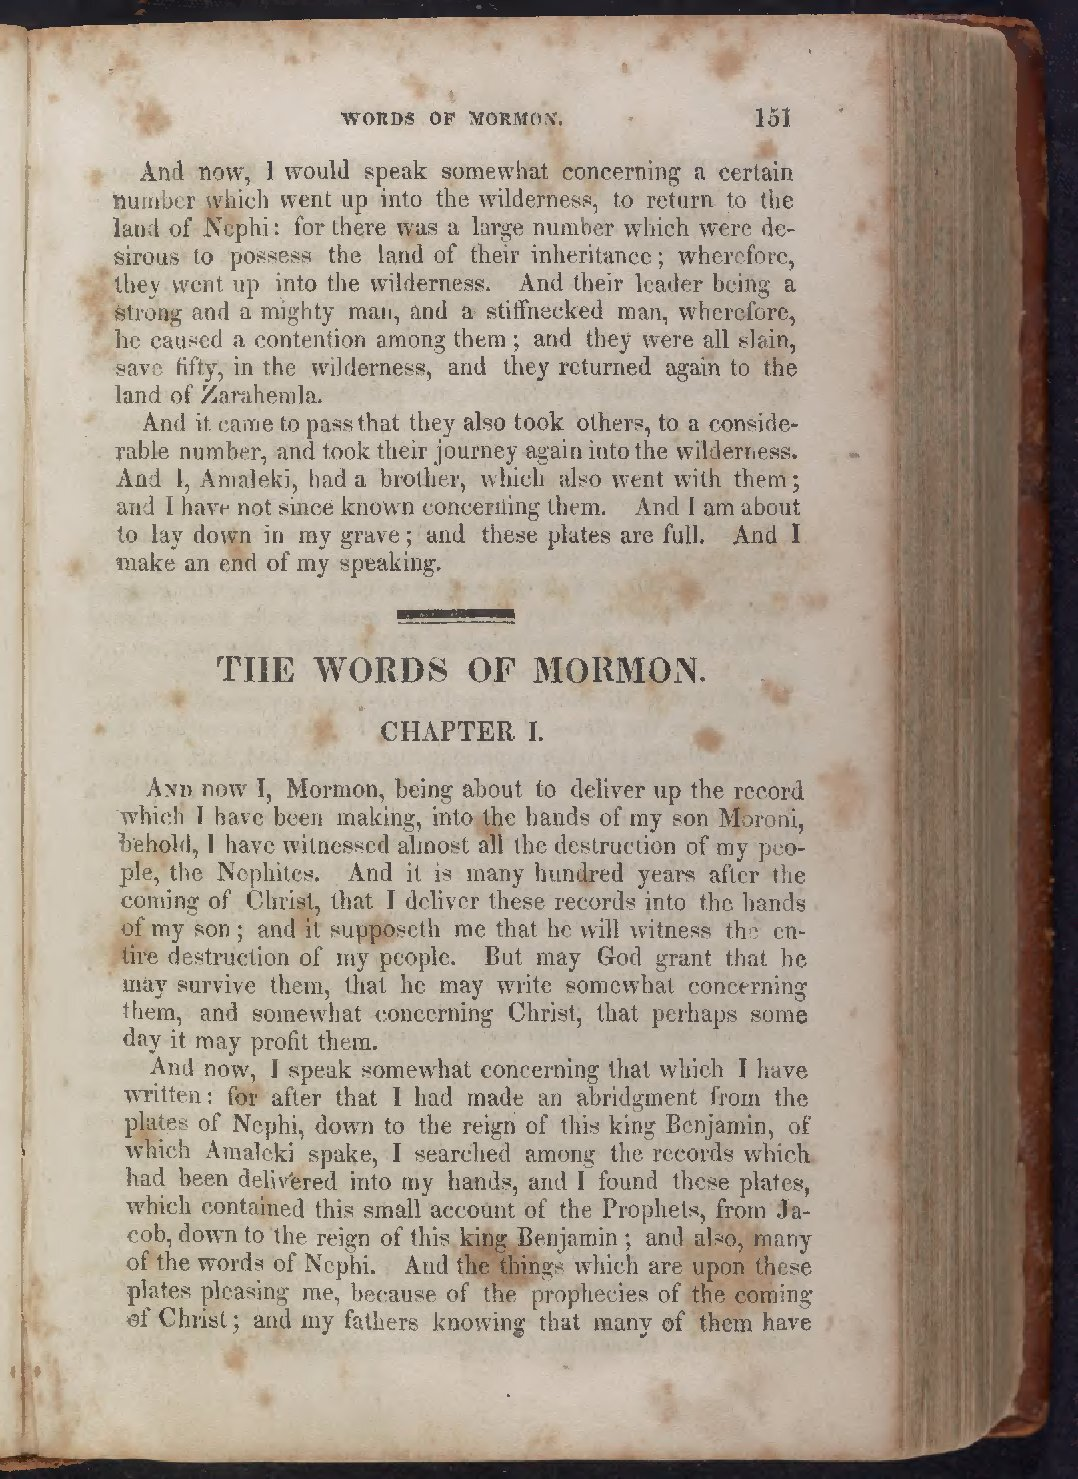 WORDS OF MORMON. 151
And now, I would speak somewhat concerning a certain
number which went up into the wilderness, to return to the
land of Nephi: for there was a large number which were de-
sirous to possess the land of their inheritance; wherefore,
they went up into the wilderness. And their leader being a
strong and a mighty man, and a stiffnecked man, wherefore,
he caused a contention among them; and they were all slain,
save fifty, in the wilderness, and they returned again to the
land of Zarahemla.
And it came to pass that they also took others, to a conside-
rable number, and took their journey again into the wilderness.
And I, Amaleki, had a brother, which also went with them;
and I have not since known concerning them. And I am about
to lay down in my grave; and these plates are full. And I
make an end of my speaking.
THE WORDS OF MORMON.
CHAPTER I.
AND now I, Mormon, being about to deliver up the record
which I have been making, into the hands of my son Moroni,
behold, I have witnessed almost all the destruction of my peo-
ple, the Nephites. And it is many hundred years after the
coming of Christ, that I deliver these records into the hands
of my son; and it supposeth me that he will witness the en-
tire destruction of my people. But may God grant that he
may survive them, that he may write somewhat concerning
them, and somewhat concerning Christ, that perhaps some
day it may profit them.
And now, I speak somewhat concerning that which I have
written: for after that I had made an abridgment from the
plates of Nephi, down to the reign of this king Benjamin, of
which Amaleki spake, I searched among the records which
had been delivered into my hands, and I found these plates,
which contained this small account of the Prophets, from Ja-
cob, down to the reign of this king Benjamin; and also, many
of the words of Nephi. And the things which are upon these
plates pleasing me, because of the prophecies of the coming
of Christ; and my fathers knowing that many of them have